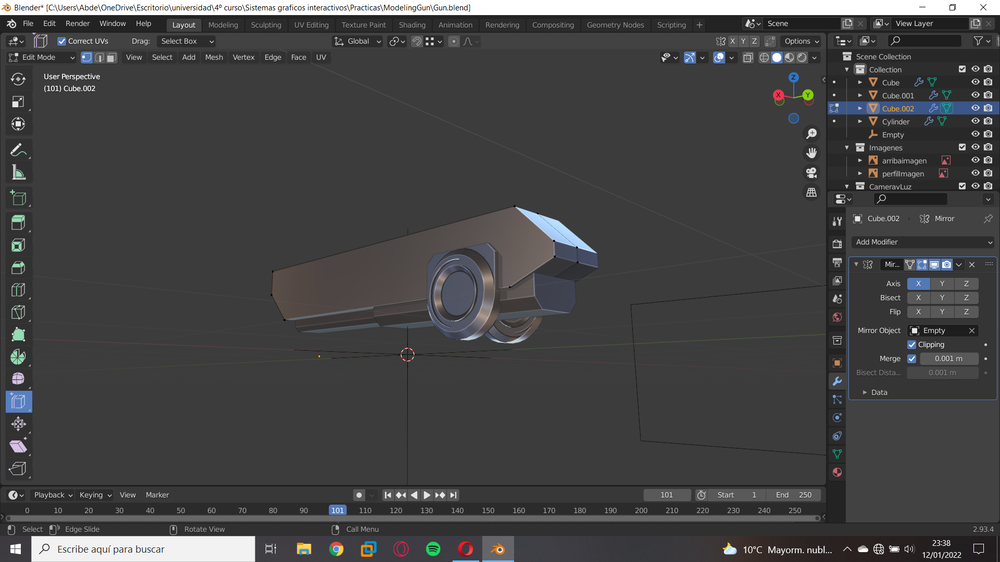 Blender* [C:\Users\Abde\OneDrive\Escritorio\universidad\4º curso\Sistemas graficos interactivos\Practicas\ModelingGun\Gun.blend]
File Edit Render Window Help Layout Modeling Sculpting UV Editing Texture Paint Shading Animation Rendering Compositing Geometry Nodes Scripting + Scene View Layer
Correct UVs Drag: Select Box Global X Y Z Options
Edit Mode View Select Add Mesh Vertex Edge Face UV
User Perspective
(101) Cube.002
Z
X Y
Scene Collection
Collection
Cube
Cube.001
Cube.002
Cylinder
Empty
Imagenes
arribaimagen
perfilImagen
CamerayLuz
Cube.002 Mirror
Add Modifier
Mir...
Axis X Y Z
Bisect X Y Z
Flip X Y Z
Mirror Object Empty
Clipping
Merge 0.001 m
Bisect Dista... 0.001 m
Data
Playback Keying View Marker 101 Start 1 End 250
0 10 20 30 40 50 60 70 80 90 101 110 120 130 140 150 160 170 180 190 200 210 220 230 240 250
Select Edge Slide Rotate View Call Menu 2.93.4
Escribe aquí para buscar
10°C Mayorm. nubl...
23:38
12/01/2022